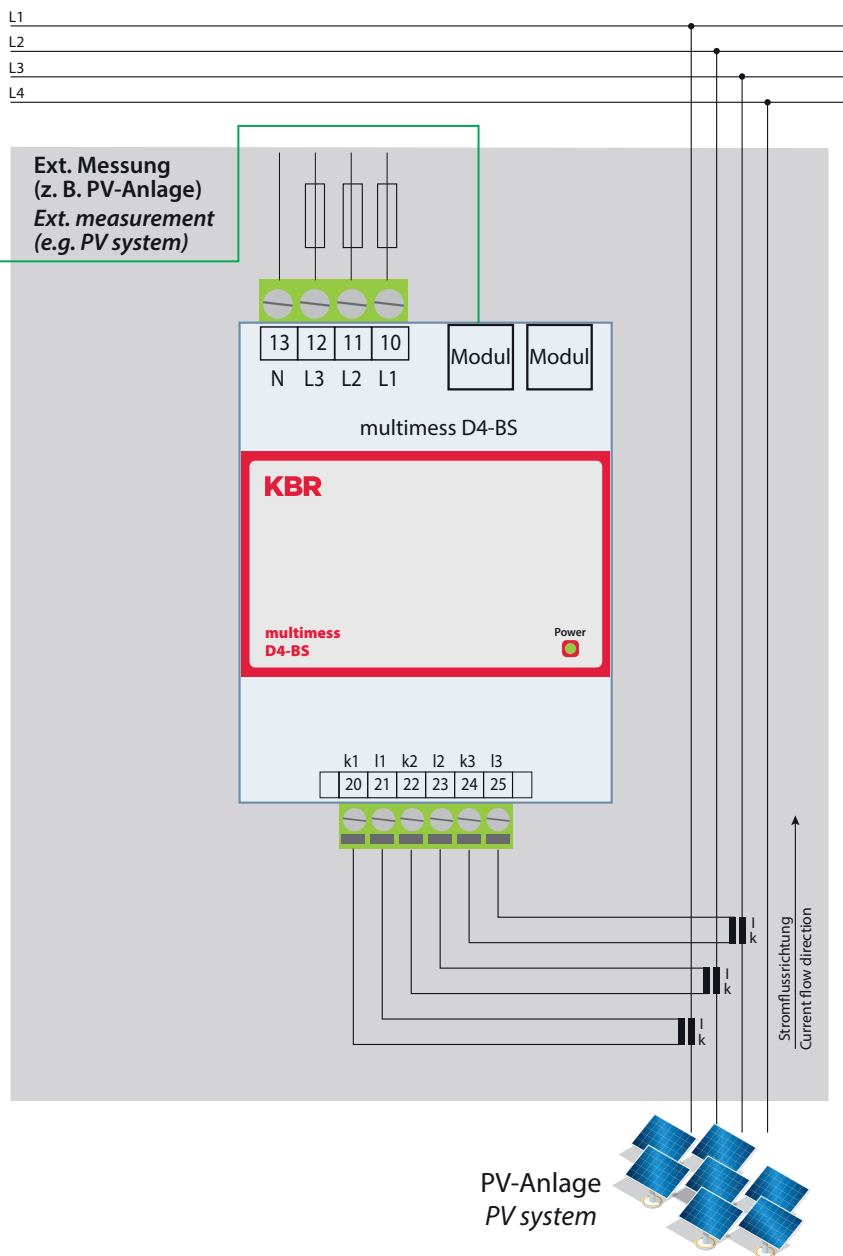 L1
L2
L3
L4
Ext. Messung
(z. B. PV-Anlage)
Ext. measurement
(e.g. PV system)
13 12 11 10
N L3 L2 L1
Modul Modul
multimess D4-BS
KBR
multimess
D4-BS
Power
k1 l1 k2 l2 k3 l3
20 21 22 23 24 25
l
k
l
k
l
k
Stromflussrichtung
Current flow direction
PV-Anlage
PV system